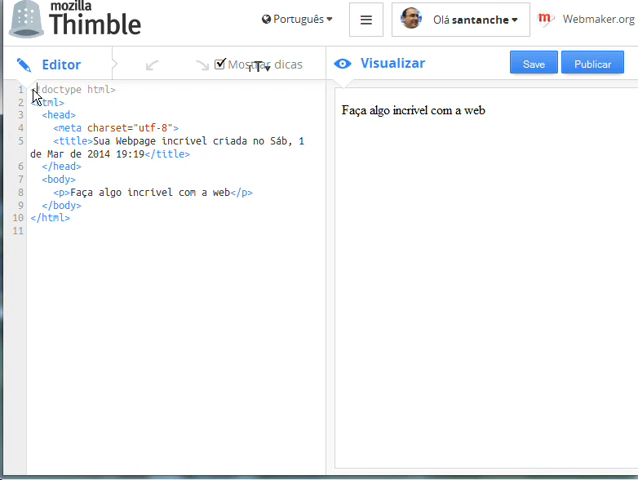 mozilla
Thimble
Português
Olá santanche
Webmaker.org
Editor
Mostrar dicas
Visualizar
Save
Publicar
1 <!doctype html>
2 <html>
3 <head>
4 <meta charset="utf-8">
5 <title>Sua Webpage incrível criada no Sáb, 1
de Mar de 2014 19:19</title>
6 </head>
7 <body>
8 <p>Faça algo incrivel com a web</p>
9 </body>
10 </html>
11
Faça algo incrivel com a web